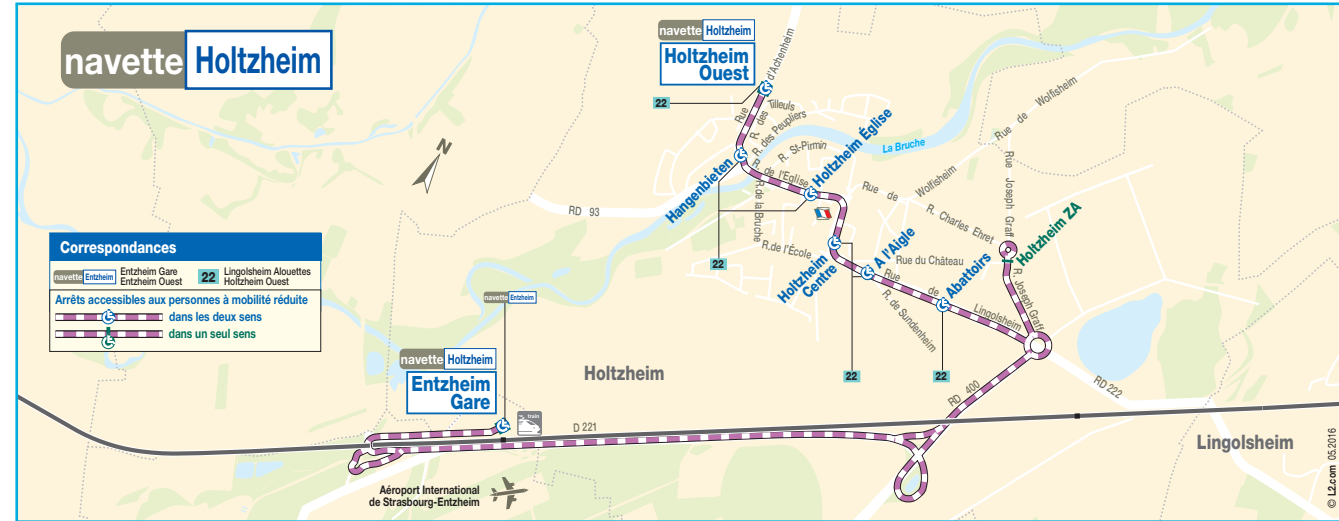 navette Holtzheim
navette Holtzheim
Holtzheim
Ouest
22
Rue d'Achenheim
R. des Tilleuls
R. des Peupliers
R. St-Pirmin
La Bruche
Rue de Wolfisheim
Hangenbieten
R. de l'Eglise
Holtzheim Église
R. de la Bruche
Rue de Wolfisheim
R. Charles Ehret
Rue Joseph Graff
Holtzheim ZA
R. Joseph Graff
N
RD 93
22
R.de l'École
Holtzheim
Centre
A l'Aigle
Rue du Château
Abattoirs
Rue de Lingolsheim
R. de Sundenheim
22
22
Correspondances
navette Entzheim
Entzheim Gare
Entzheim Ouest
22
Lingolsheim Alouettes
Holtzheim Ouest
Arrêts accessibles aux personnes à mobilité réduite
dans les deux sens
dans un seul sens
navette Entzheim
navette Holtzheim
Entzheim
Gare
train
Holtzheim
D 221
RD 400
RD 222
Lingolsheim
Aéroport International
de Strasbourg-Entzheim
© L2.com 05.2016